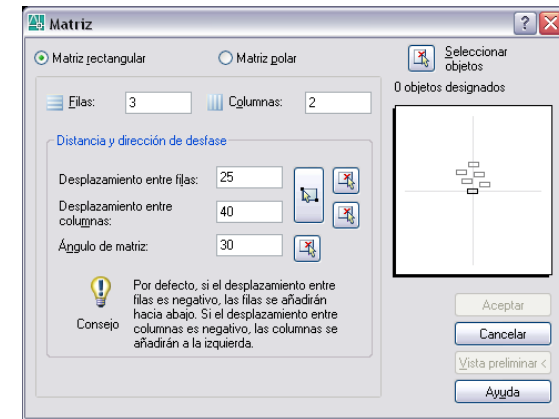 Matriz
Matriz rectangular
Matriz polar
Seleccionar
objetos
0 objetos designados
Filas: 3
Columnas: 2
Distancia y dirección de desfase
Desplazamiento entre filas: 25
Desplazamiento entre
columnas: 40
Ángulo de matriz: 30
Consejo
Por defecto, si el desplazamiento entre
filas es negativo, las filas se añadirán
hacia abajo. Si el desplazamiento entre
columnas es negativo, las columnas se
añadirán a la izquierda.
Aceptar
Cancelar
Vista preliminar <
Ayuda